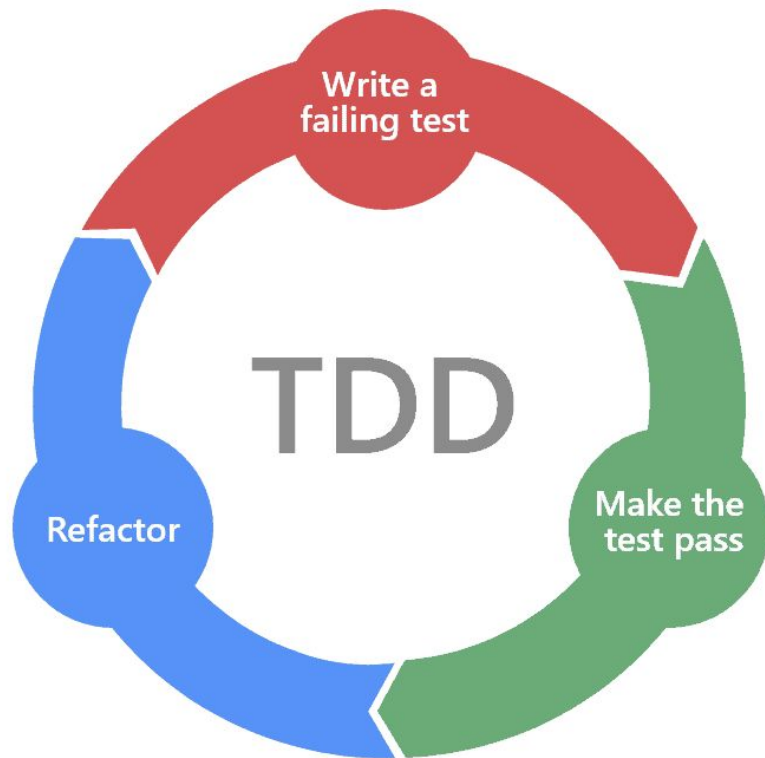 Write a
failing test
TDD
Make the
test pass
Refactor